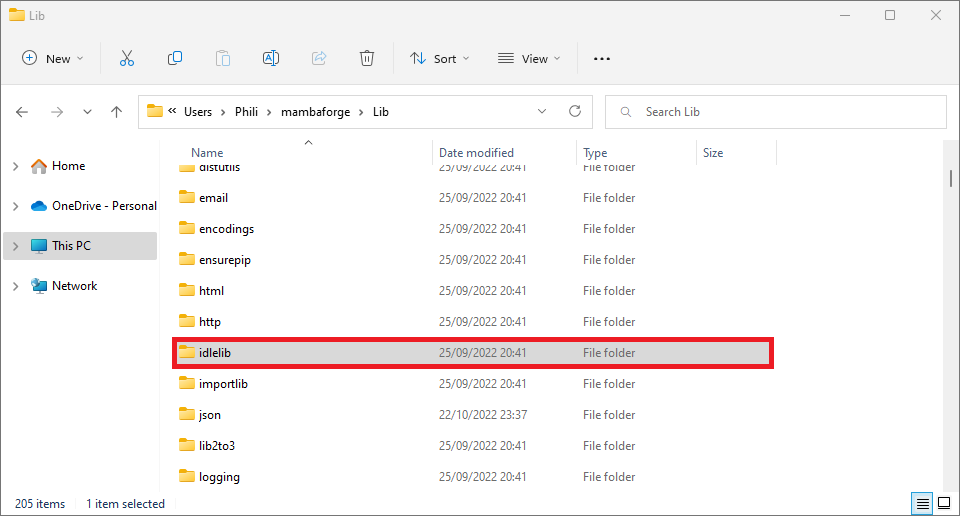 Lib
New
Sort
View
Users > Phili > mambaforge > Lib
Search Lib
Name Date modified Type Size
Home
OneDrive - Personal
This PC
Network
distutils 25/09/2022 20:41 File folder
email 25/09/2022 20:41 File folder
encodings 25/09/2022 20:41 File folder
ensurepip 25/09/2022 20:41 File folder
html 25/09/2022 20:41 File folder
http 25/09/2022 20:41 File folder
idlelib 25/09/2022 20:41 File folder
importlib 25/09/2022 20:41 File folder
json 22/10/2022 23:37 File folder
lib2to3 25/09/2022 20:41 File folder
logging 25/09/2022 20:41 File folder
205 items 1 item selected